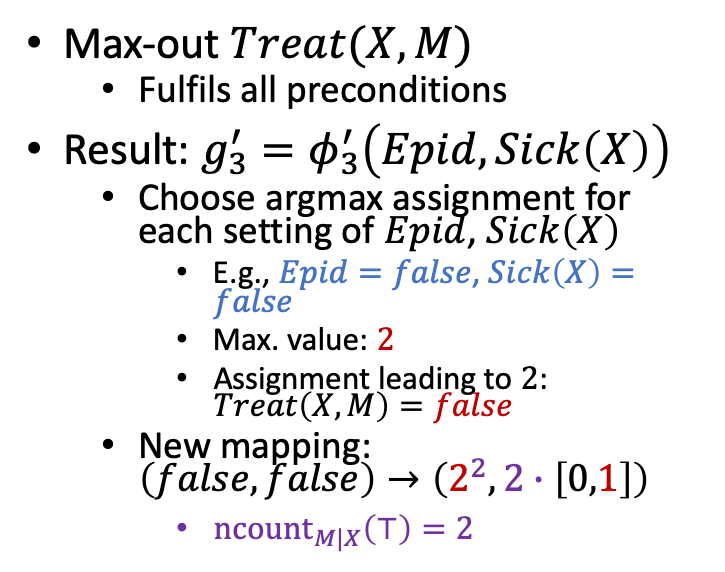 • Max-out Treat(X, M)
• Fulfils all preconditions
• Result: g′₃ = ϕ′₃(Epid, Sick(X))
• Choose argmax assignment for
each setting of Epid, Sick(X)
• E.g., Epid = false, Sick(X) =
false
• Max. value: 2
• Assignment leading to 2:
Treat(X, M) = false
• New mapping:
(false, false) → (2², 2 · [0,1])
• ncount_{M|X}(⊤) = 2